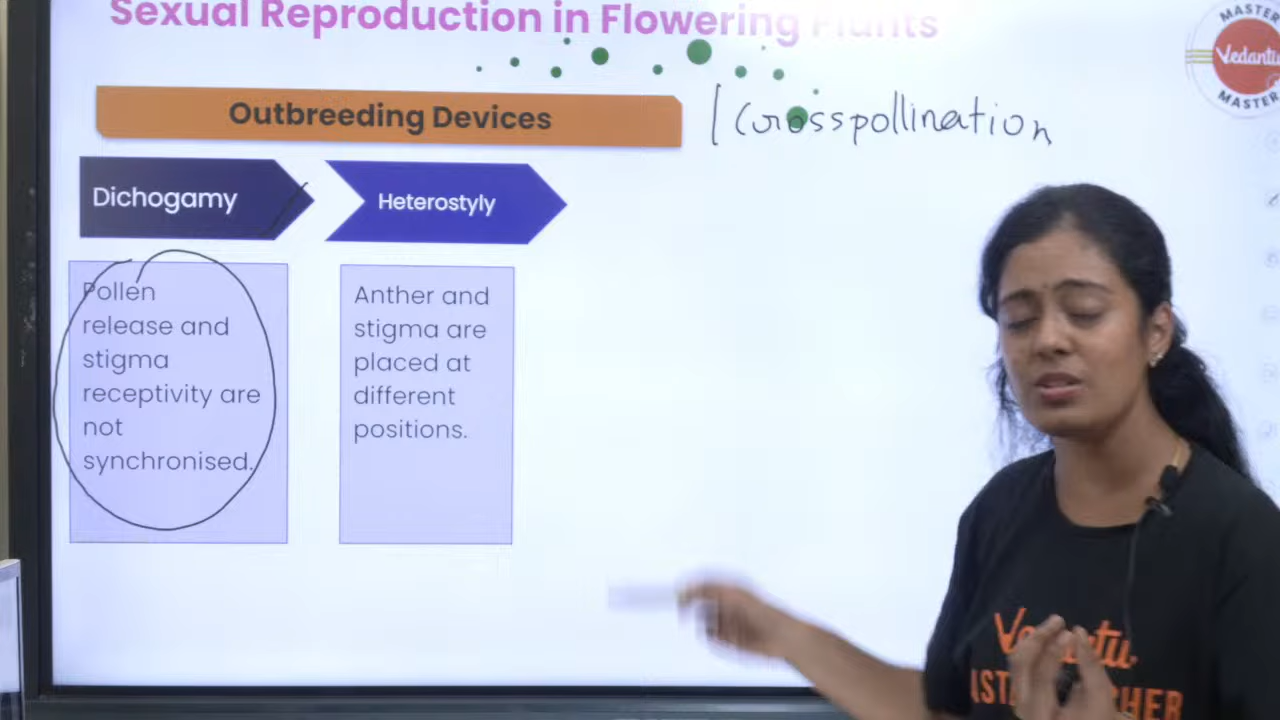 Sexual Reproduction in Flowering Plants
MASTER
Vedantu
MASTER
Outbreeding Devices
Crosspollination
Dichogamy
Heterostyly
Pollen
release and
stigma
receptivity are
not
synchronised.
Anther and
stigma are
placed at
different
positions.